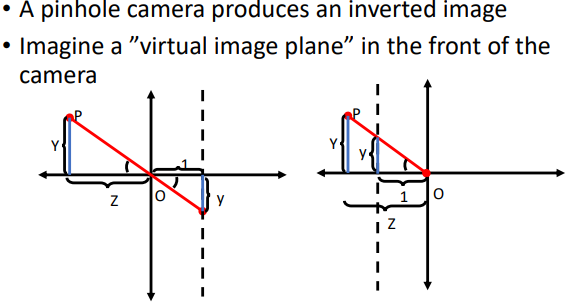 • A pinhole camera produces an inverted image
• Imagine a ”virtual image plane” in the front of the
camera
P
Y
1
Z
O
y
P
Y
y
1
O
Z